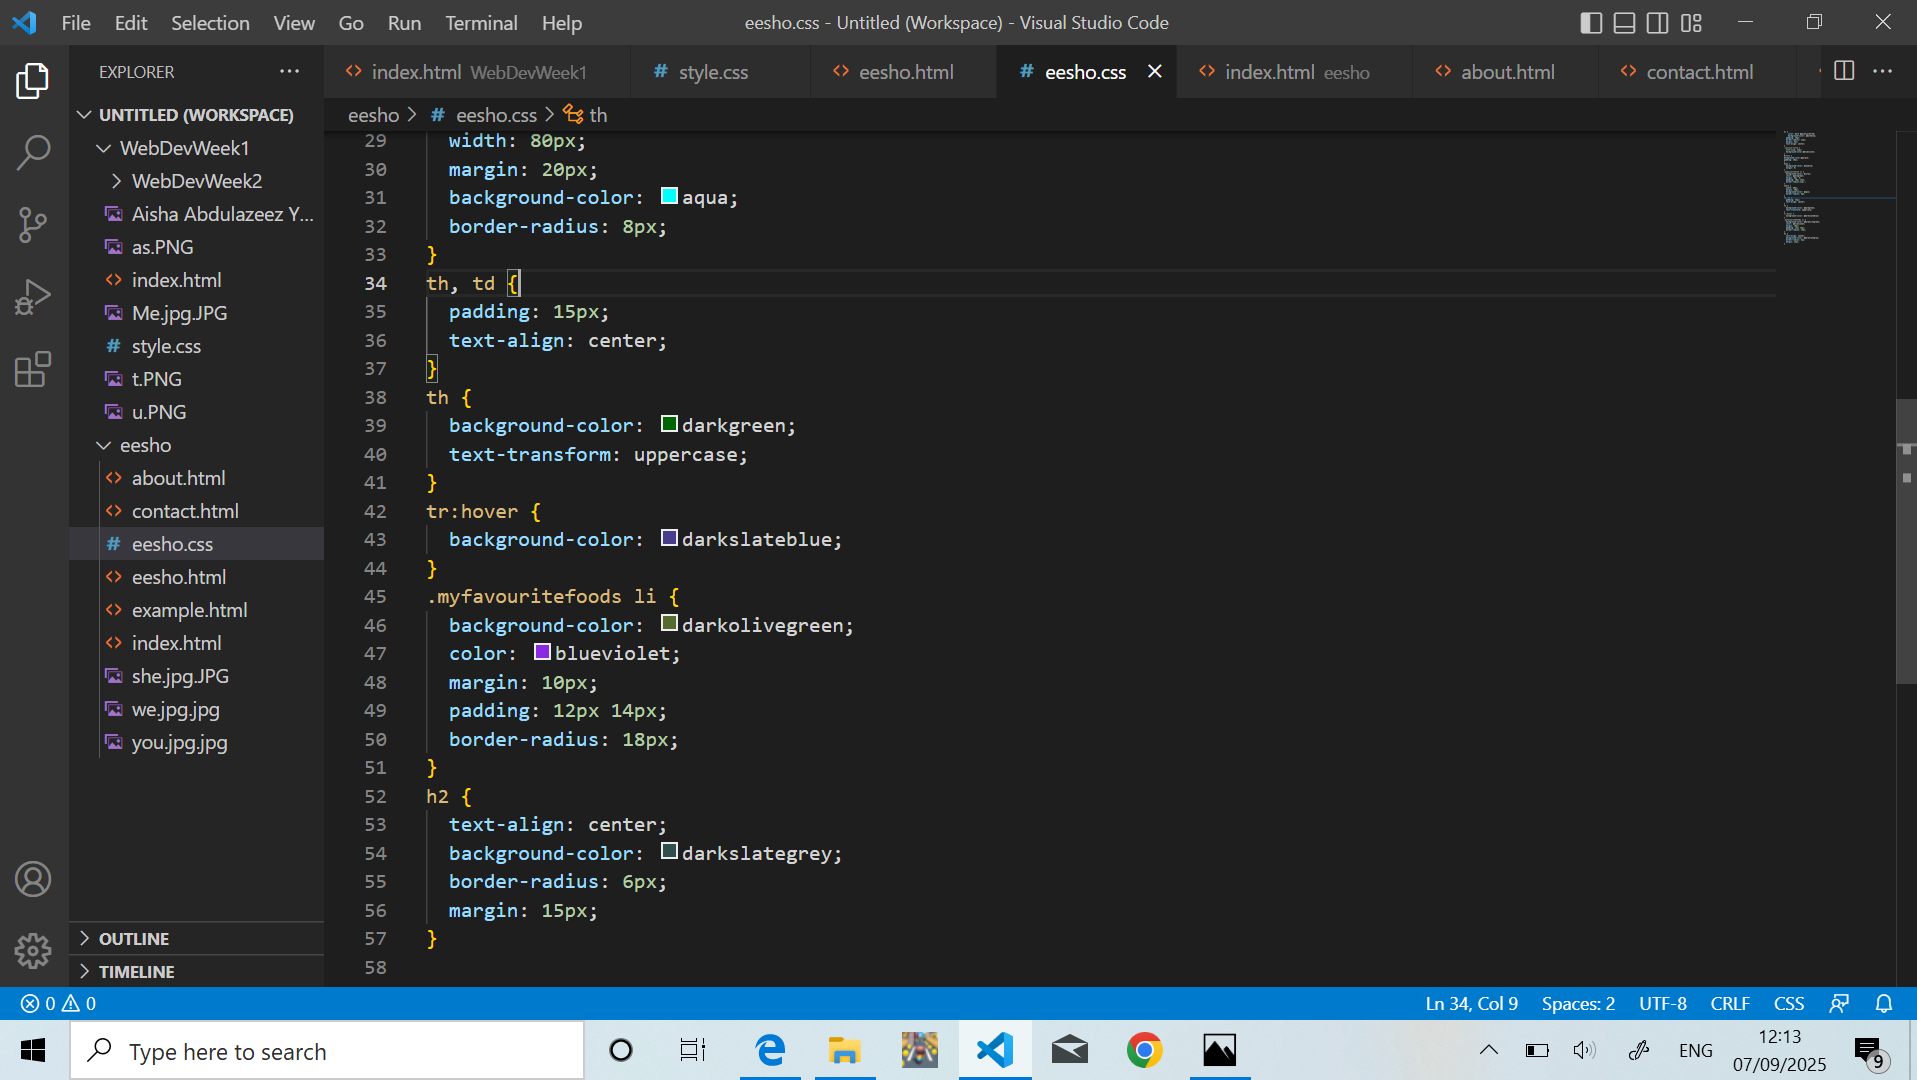 File Edit Selection View Go Run Terminal Help
eesho.css - Untitled (Workspace) - Visual Studio Code
EXPLORER
UNTITLED (WORKSPACE)
WebDevWeek1
WebDevWeek2
Aisha Abdulazeez Y...
as.PNG
index.html
Me.jpg.JPG
style.css
t.PNG
u.PNG
eesho
about.html
contact.html
eesho.css
eesho.html
example.html
index.html
she.jpg.JPG
we.jpg.jpg
you.jpg.jpg
OUTLINE
TIMELINE
index.html WebDevWeek1 style.css eesho.html eesho.css index.html eesho about.html contact.html
eesho > eesho.css > th
29 width: 80px;
30 margin: 20px;
31 background-color: aqua;
32 border-radius: 8px;
33 }
34 th, td {
35 padding: 15px;
36 text-align: center;
37 }
38 th {
39 background-color: darkgreen;
40 text-transform: uppercase;
41 }
42 tr:hover {
43 background-color: darkslateblue;
44 }
45 .myfavouritefoods li {
46 background-color: darkolivegreen;
47 color: blueviolet;
48 margin: 10px;
49 padding: 12px 14px;
50 border-radius: 18px;
51 }
52 h2 {
53 text-align: center;
54 background-color: darkslategrey;
55 border-radius: 6px;
56 margin: 15px;
57 }
58
0 0
Ln 34, Col 9 Spaces: 2 UTF-8 CRLF CSS
Type here to search
ENG
12:13
07/09/2025
9